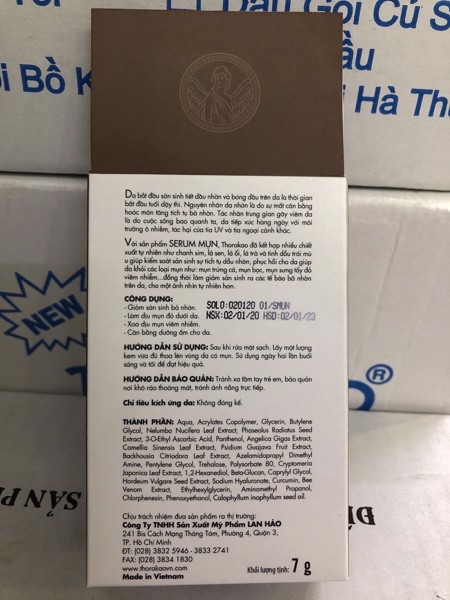 Dầu Gội Củ S
ầu
i Bồ K
i Hà Thủ
Da bắt đầu sản sinh tiết dầu nhờn và bóng dầu trên da là thời gian
bắt đầu tuổi dậy thì. Nguyên nhân da nhờn là do sự mất cân bằng
hoóc môn tăng tích tụ bã nhờn. Tác nhân trung gian gây viêm da
là da cuộc sống bao quanh ta, da tiếp xúc hàng ngày với môi
trường ô nhiễm, tác hại của tia UV và tia ngoại cảnh khác.
Với sản phẩm SERUM MỤN, Thorakao đã kết hợp nhiều chiết
xuất tự nhiên như chanh sim, lá sen, lá ổi, lá trà và tinh dầu trái mù
u giúp kiểm soát sản sinh sự tích tụ dầu nhờn, phục hồi cho da giúp
da khỏi các loại mụn như: mụn trứng cá, mụn bọc, mụn sưng tấy đỏ
viêm nhiễm...đồng thời làm giảm sản sinh ra các tế bào bã nhờn
trên da, cho một ánh nhìn tự nhiên hơn.
CÔNG DỤNG:
- Giảm sản sinh bã nhờn.
- Làm dịu mụn đỏ dưới da.
- Xoa dịu mụn viêm nhiễm.
- Cân bằng dưỡng ẩm cho da.
SOLO:020120 01/SMUN
NSX:02/01/20 HSD:02/01/23
HƯỚNG DẪN SỬ DỤNG: Sau khi rửa mặt sạch. Lấy một lượng
kem vừa đủ thoa lên vùng da có mụn. Sử dụng ngày hai lần buổi
sáng và tối để đạt hiệu quả.
HƯỚNG DẪN BẢO QUẢN: Tránh xa tầm tay trẻ em, bảo quản
nơi khô ráo thoáng mát, tránh ánh nắng trực tiếp.
Chỉ tiêu kích ứng da: Không đáng kể.
THÀNH PHẦN: Aqua, Acrylates Copolymer, Glycerin, Butylene
Glycol, Nelumbo Nucifera Leaf Extract, Phaseolus Radiatus Seed
Extract, 3-O-Ethyl Ascorbic Acid, Panthenol, Angelica Gigas Extract,
Camellia Sinensis Leaf Extract, Psidium Guajava Fruit Extract,
Backhousia Citriodora Leaf Extract, Azelamidopropyl Dimethyl
Amine, Pentylene Glycol, Trehalose, Polysorbate 80, Cryptomeria
Japonica Leaf Extract, 1,2-Hexanediol, Beta-Glucan, Caprylyl Glycol,
Hordeum Vulgare Seed Extract, Sodium Hyaluronate, Curcumin, Bee
Venom Extract, Ethylhexylglycerin, Aminomethyl Propanol,
Chlorphenesin, Phenoxyethanol, Calophyllum inophyllum seed oil.
Chịu trách nhiệm đưa sản phẩm ra thị trường:
Công Ty TNHH Sản Xuất Mỹ Phẩm LAN HẢO
241 Bis Cách Mạng Tháng Tám, Phường 4, Quận 3,
TP. Hồ Chí Minh
ĐT: (028) 3832 5946 - 3833 2741
FAX: (028) 3834 1830
www.thorakaovn.com
Made in Vietnam
Khối lượng tịnh: 7 g
NEW
SẢN P